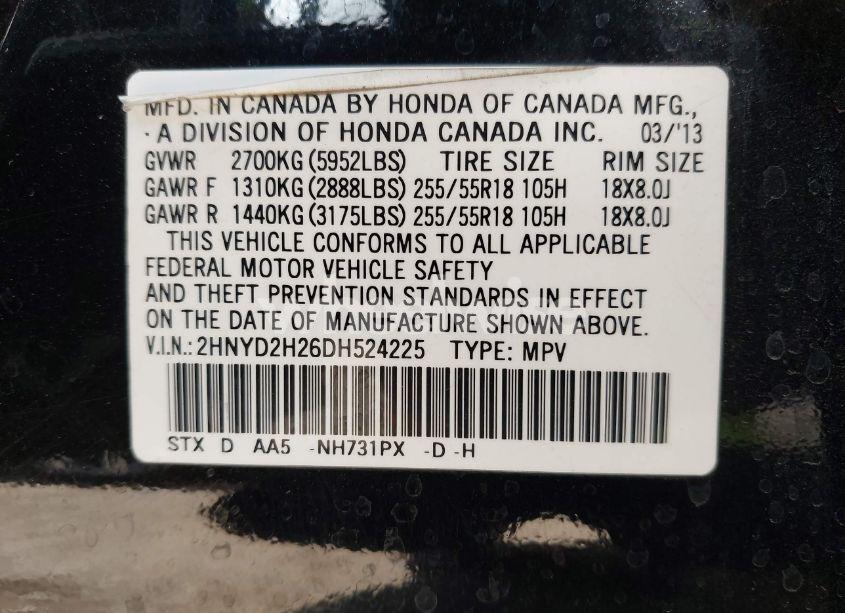 MFD. IN CANADA BY HONDA OF CANADA MFG.,
A DIVISION OF HONDA CANADA INC. 03/'13
GVWR 2700KG (5952LBS) TIRE SIZE RIM SIZE
GAWR F 1310KG (2888LBS) 255/55R18 105H 18X8.0J
GAWR R 1440KG (3175LBS) 255/55R18 105H 18X8.0J
THIS VEHICLE CONFORMS TO ALL APPLICABLE
FEDERAL MOTOR VEHICLE SAFETY
AND THEFT PREVENTION STANDARDS IN EFFECT
ON THE DATE OF MANUFACTURE SHOWN ABOVE.
V.I.N.: 2HNYD2H26DH524225 TYPE: MPV
STX D AA5 -NH731PX -D -H